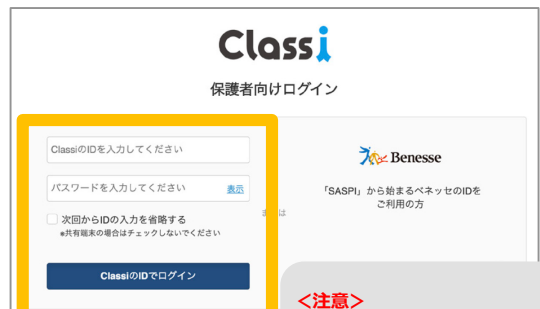 Classi
保護者向けログイン
ClassiのIDを入力してください
パスワードを入力してください 表示
次回からIDの入力を省略する
※共有端末の場合はチェックしないでください
ClassiのIDでログイン
または
Benesse
「SASPI」から始まるベネッセのIDを
ご利用の方
<注意>